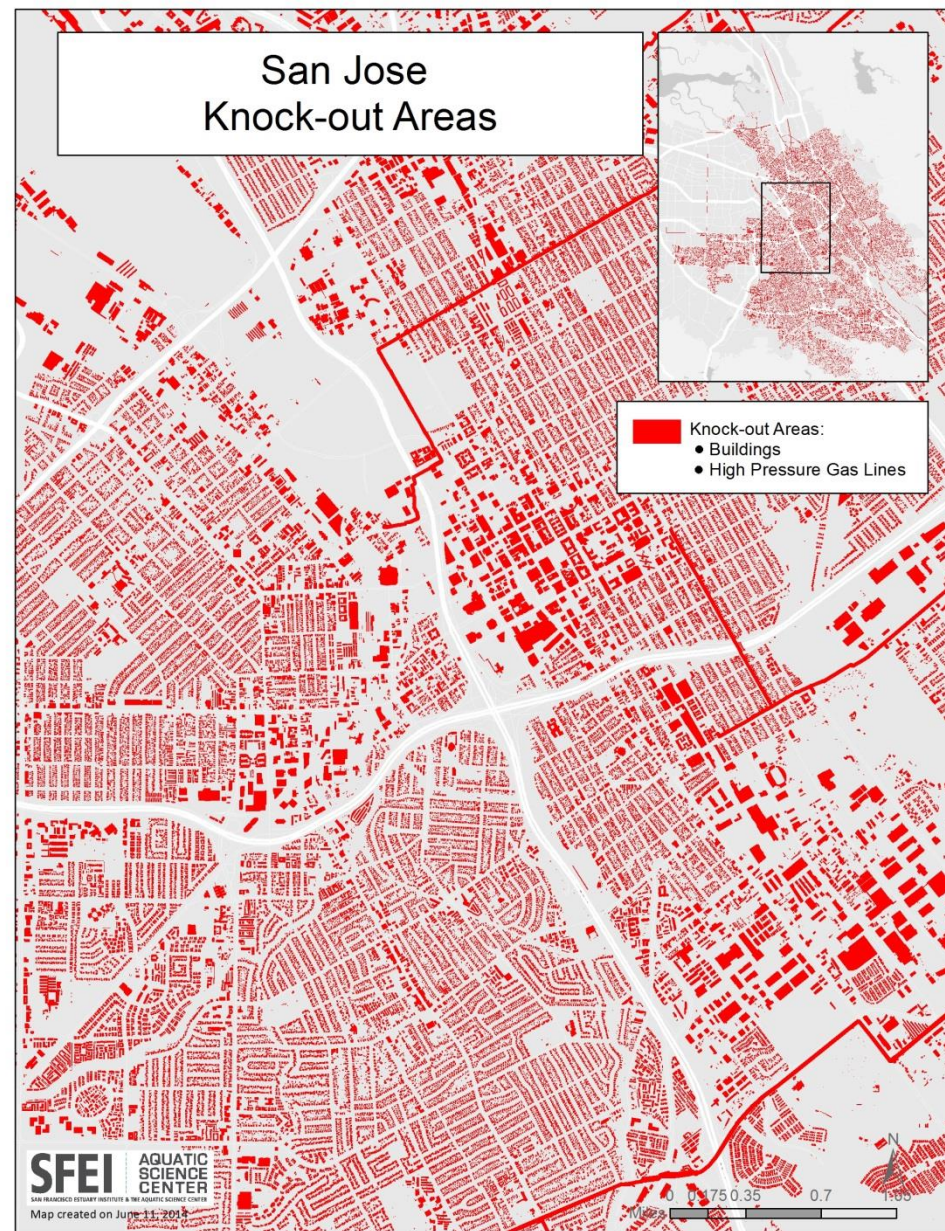 San Jose
Knock-out Areas
Knock-out Areas:
● Buildings
● High Pressure Gas Lines
N
0 0.175 0.35 0.7 1.05
Miles
SFEI AQUATIC
SCIENCE
CENTER
SAN FRANCISCO ESTUARY INSTITUTE & THE AQUATIC SCIENCE CENTER
Map created on June 11, 2014